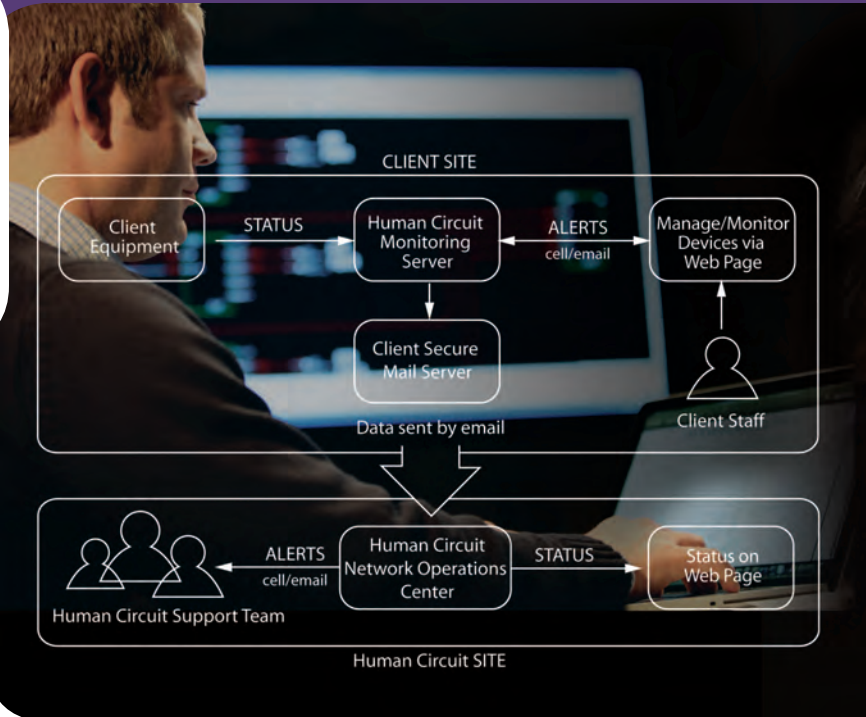 CLIENT SITE
Client
Equipment
STATUS
Human Circuit
Monitoring
Server
ALERTS
cell/email
Manage/Monitor
Devices via
Web Page
Client Secure
Mail Server
Client Staff
Data sent by email
Human Circuit Support Team
ALERTS
cell/email
Human Circuit
Network Operations
Center
STATUS
Status on
Web Page
Human Circuit SITE